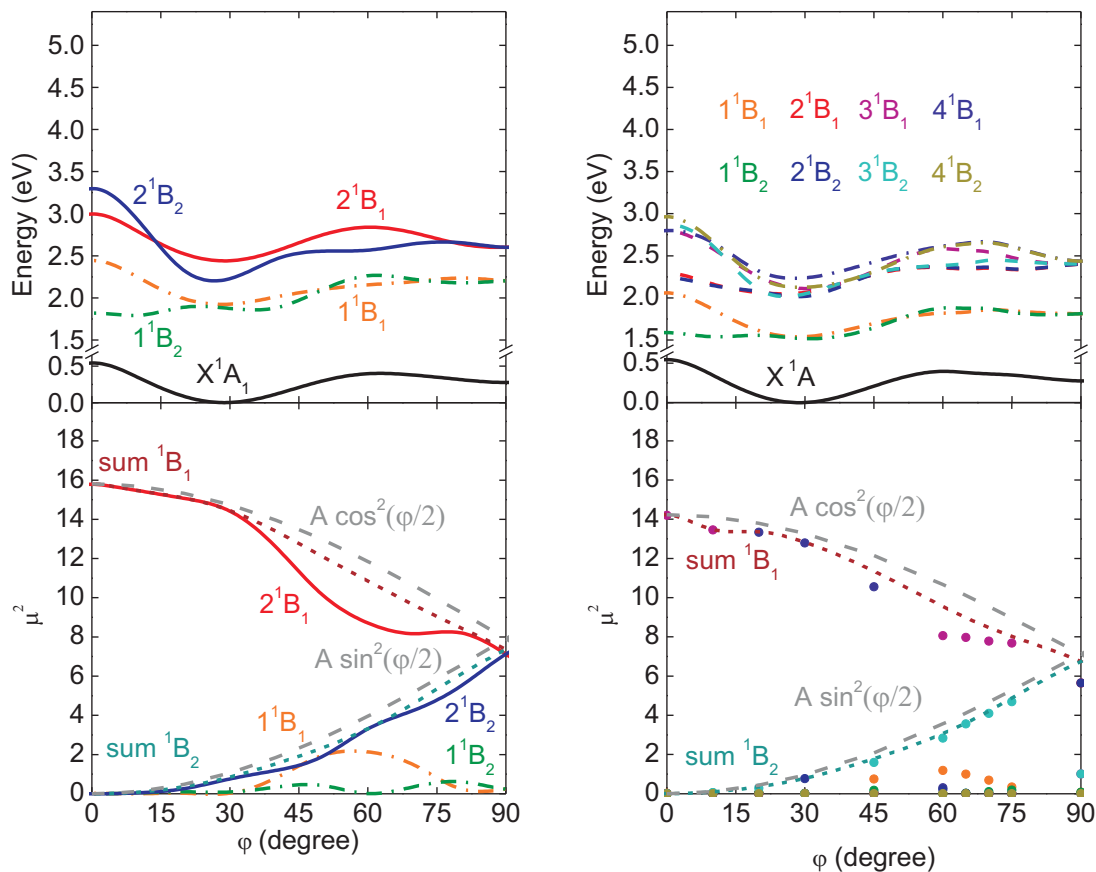 5.0
4.5
4.0
3.5
3.0
2.5
2.0
1.5
0.5
0.0
Energy (eV)
2¹B₂
2¹B₁
1¹B₁
1¹B₂
X¹A₁
18
16
14
12
10
8
6
4
2
0
μ²
sum ¹B₁
A cos²(φ/2)
2¹B₁
A sin²(φ/2)
1¹B₁
sum ¹B₂
2¹B₂
1¹B₂
0 15 30 45 60 75 90
φ (degree)
5.0
4.5
4.0
3.5
3.0
2.5
2.0
1.5
0.5
0.0
Energy (eV)
1¹B₁ 2¹B₁ 3¹B₁ 4¹B₁
1¹B₂ 2¹B₂ 3¹B₂ 4¹B₂
X¹A
18
16
14
12
10
8
6
4
2
0
μ²
A cos²(φ/2)
sum ¹B₁
A sin²(φ/2)
sum ¹B₂
0 15 30 45 60 75 90
φ (degree)